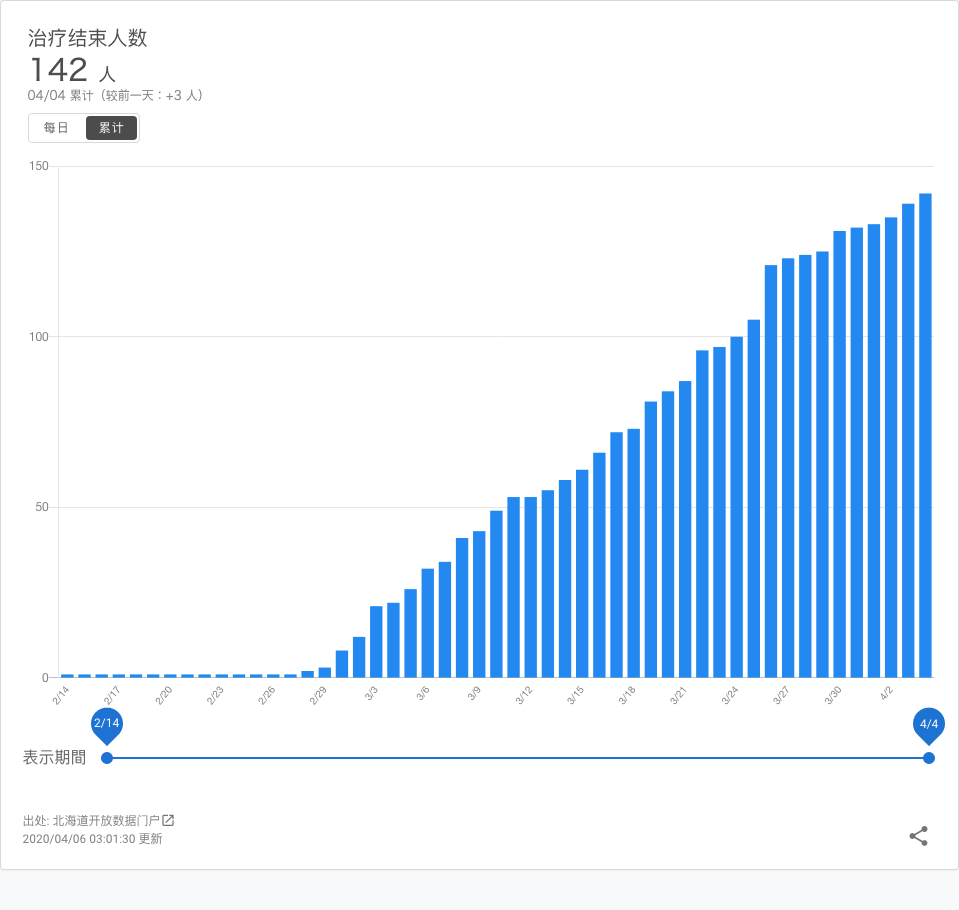 治疗结束人数
142 人
04/04 累计（较前一天：+3 人）
每日 累计
150
100
50
0
2/14 2/17 2/20 2/23 2/26 2/29 3/3 3/6 3/9 3/12 3/15 3/18 3/21 3/24 3/27 3/30 4/2
2/14 4/4
表示期間
出处: 北海道开放数据门户
2020/04/06 03:01:30 更新